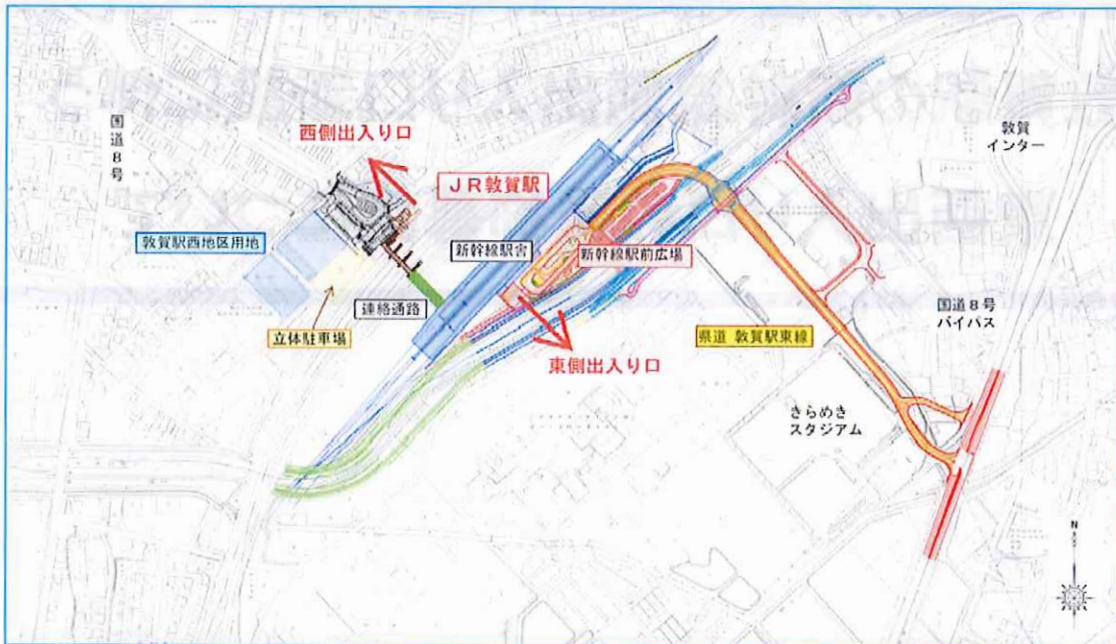 国道8号
西側出入り口
JR敦賀駅
敦賀
インター
敦賀駅西地区用地
新幹線駅舎
新幹線駅前広場
連絡通路
立体駐車場
東側出入り口
県道 敦賀駅東線
国道8号
バイパス
きらめき
スタジアム
N